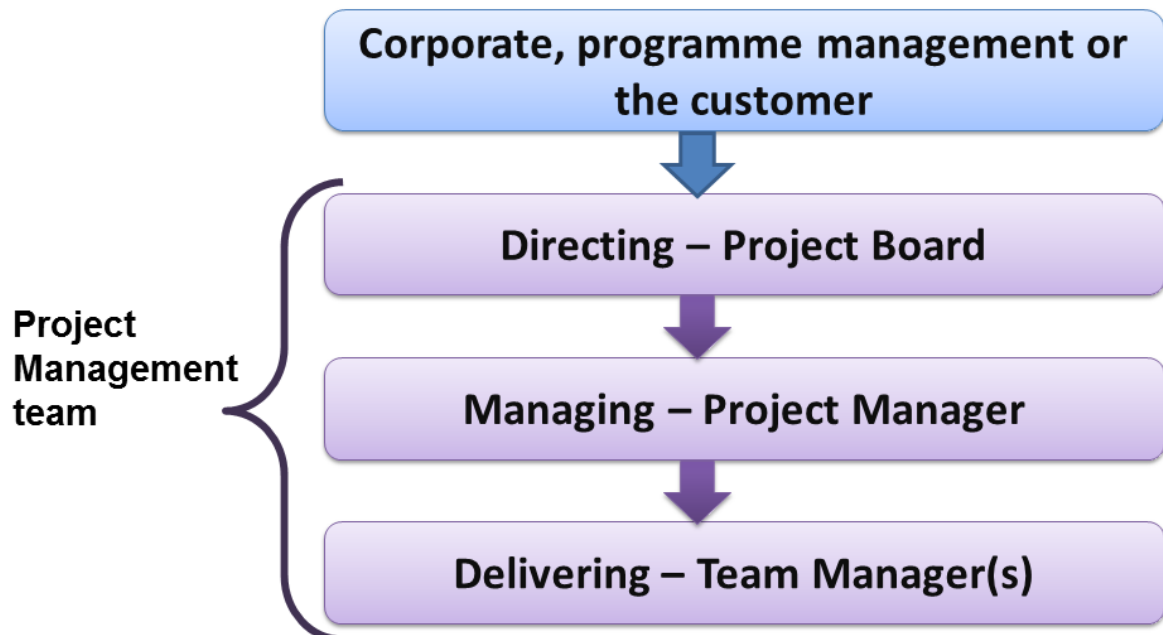 Corporate, programme management or
the customer
Directing – Project Board
Project
Management
team
Managing – Project Manager
Delivering – Team Manager(s)